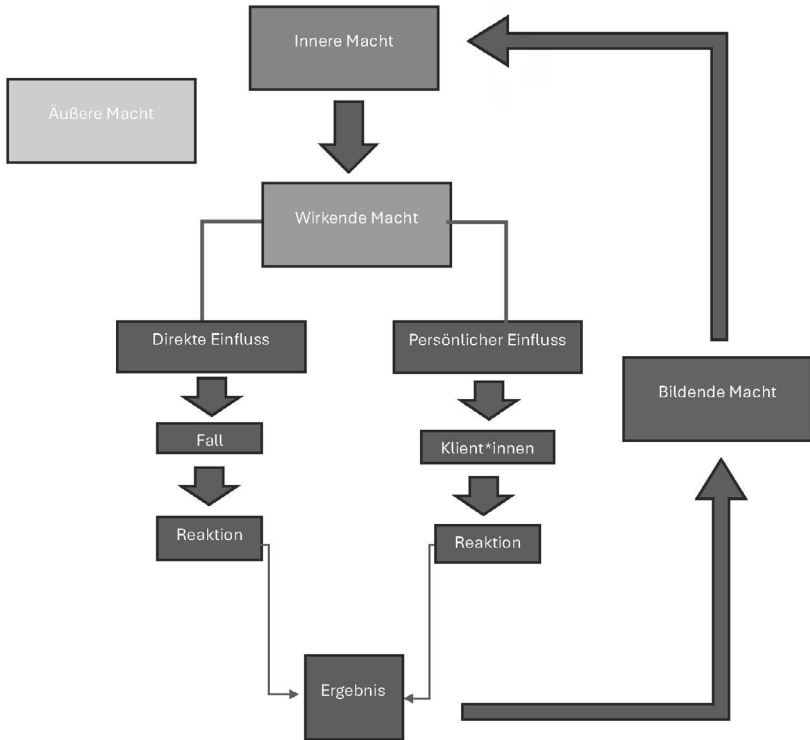 Innere Macht
Äußere Macht
Wirkende Macht
Direkte Einfluss
Persönlicher Einfluss
Bildende Macht
Fall
Klient*innen
Reaktion
Reaktion
Ergebnis